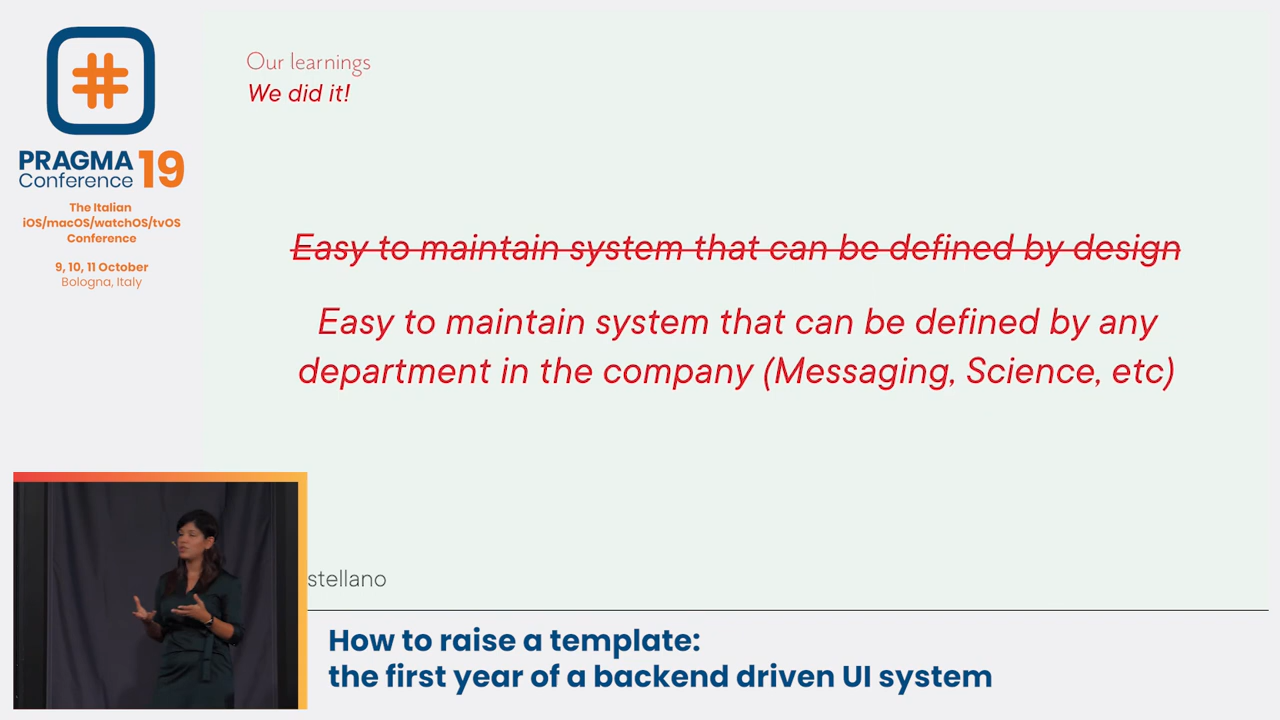 PRAGMA
Conference
19
The Italian
iOS/macOS/watchOS/tvOS
Conference
9, 10, 11 October
Bologna, Italy
Our learnings
We did it!
Easy to maintain system that can be defined by design
Easy to maintain system that can be defined by any
department in the company (Messaging, Science, etc)
stellano
How to raise a template:
the first year of a backend driven UI system